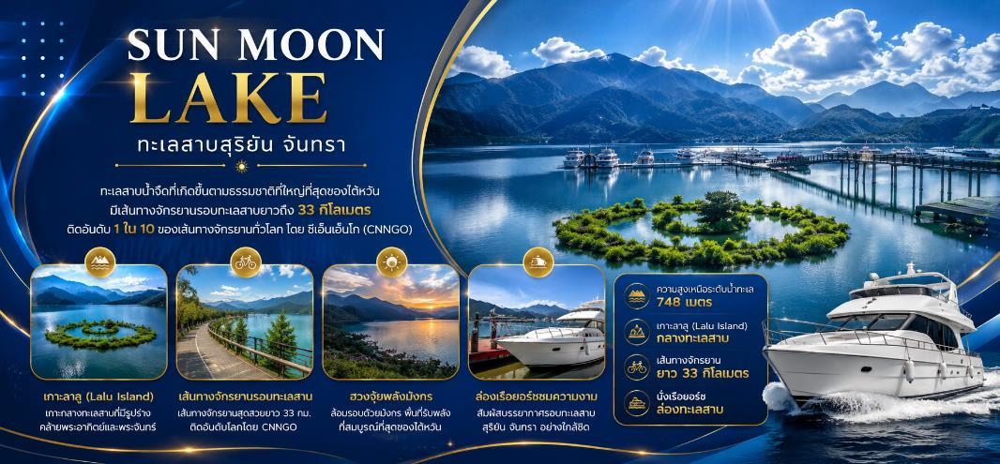 SUN MOON
LAKE
ทะเลสาบสุริยัน จันทรา
ทะเลสาบน้ำจืดที่เกิดขึ้นตามธรรมชาติที่ใหญ่ที่สุดของไต้หวัน
มีเส้นทางจักรยานรอบทะเลสาบยาวถึง 33 กิโลเมตร
ติดอันดับ 1 ใน 10 ของเส้นทางจักรยานทั่วโลก โดย ซีเอ็นเอ็นโก (CNNGO)
เกาะลาลู (Lalu Island)
เกาะกลางทะเลสาบที่มีรูปร่าง
คล้ายพระอาทิตย์และพระจันทร์
เส้นทางจักรยานรอบทะเลสาบ
เส้นทางจักรยานสุดสวยยาว 33 กม.
ติดอันดับโลกโดย CNNGO
ฮวงจุ้ยพลังมังกร
ล้อมรอบด้วยมังกร พื้นที่รับพลัง
ที่สมบูรณ์ที่สุดของไต้หวัน
ล่องเรือยอร์ชชมความงาม
สัมผัสบรรยากาศรอบทะเลสาบ
สุริยัน จันทรา อย่างใกล้ชิด
ความสูงเหนือระดับน้ำทะเล
748 เมตร
เกาะลาลู (Lalu Island)
กลางทะเลสาบ
เส้นทางจักรยาน
ยาว 33 กิโลเมตร
นั่งเรือยอร์ช
ล่องทะเลสาบ